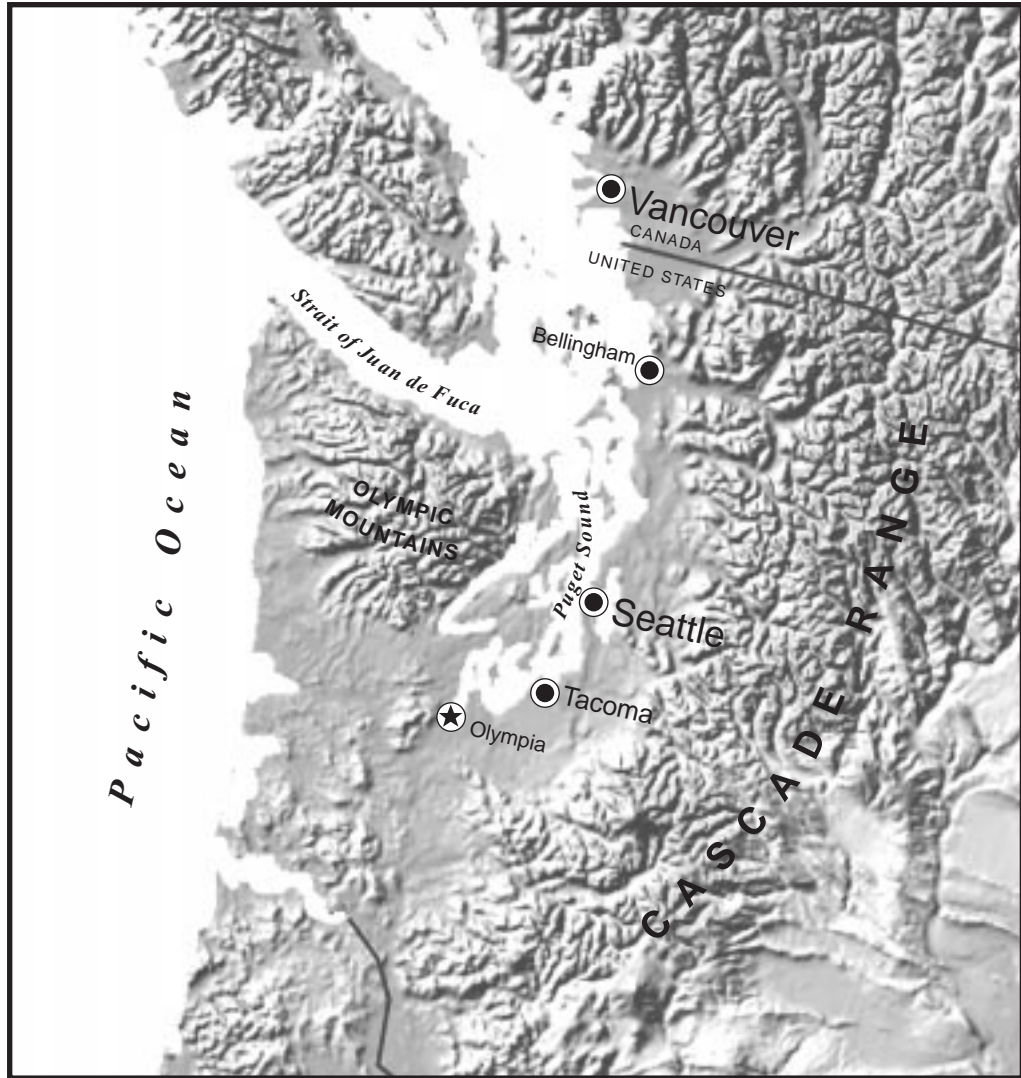 Vancouver
CANADA
UNITED STATES
Strait of Juan de Fuca
Bellingham
Pacific Ocean
OLYMPIC
MOUNTAINS
Puget Sound
CASCADE RANGE
Seattle
Tacoma
Olympia